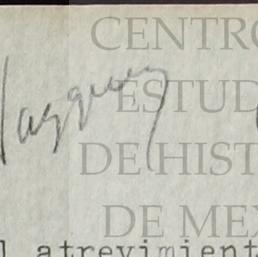 CENTRO
Vazquez
ESTUD
DE HIST
DE MEX
l atrevimient